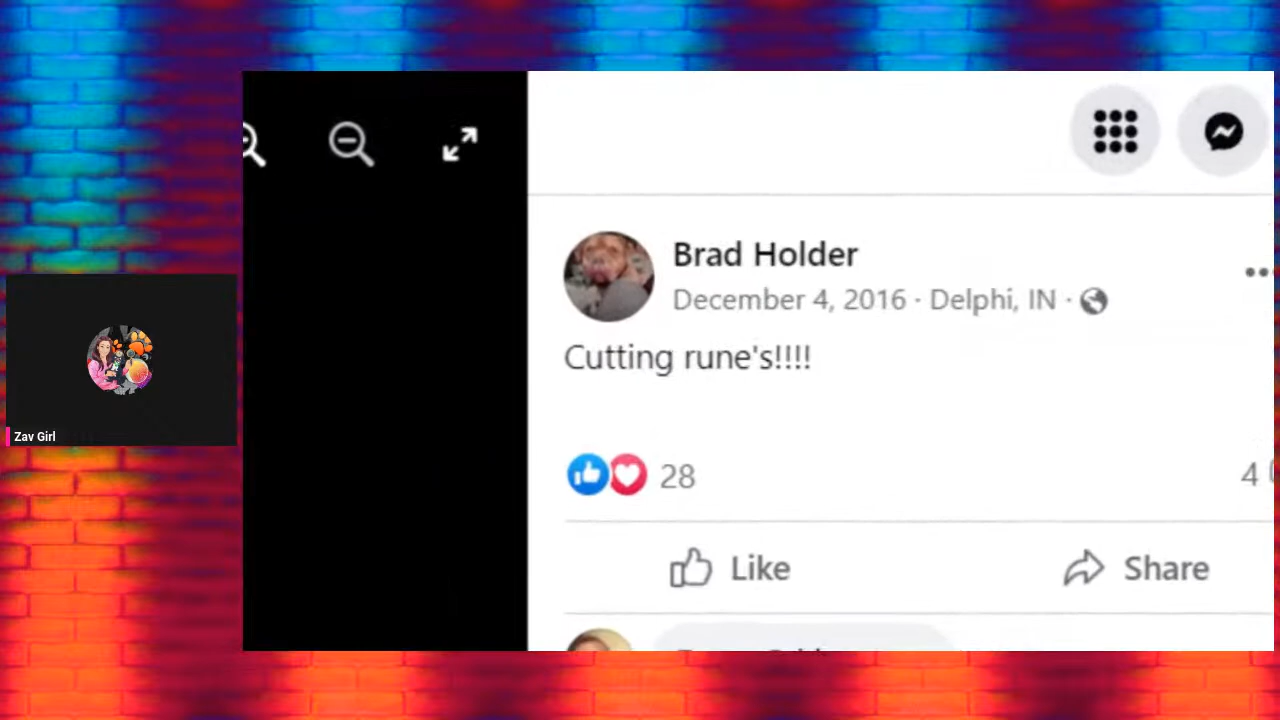 Brad Holder
December 4, 2016 · Delphi, IN ·
Cutting rune's!!!!
28
4
Like
Share
Zav Girl